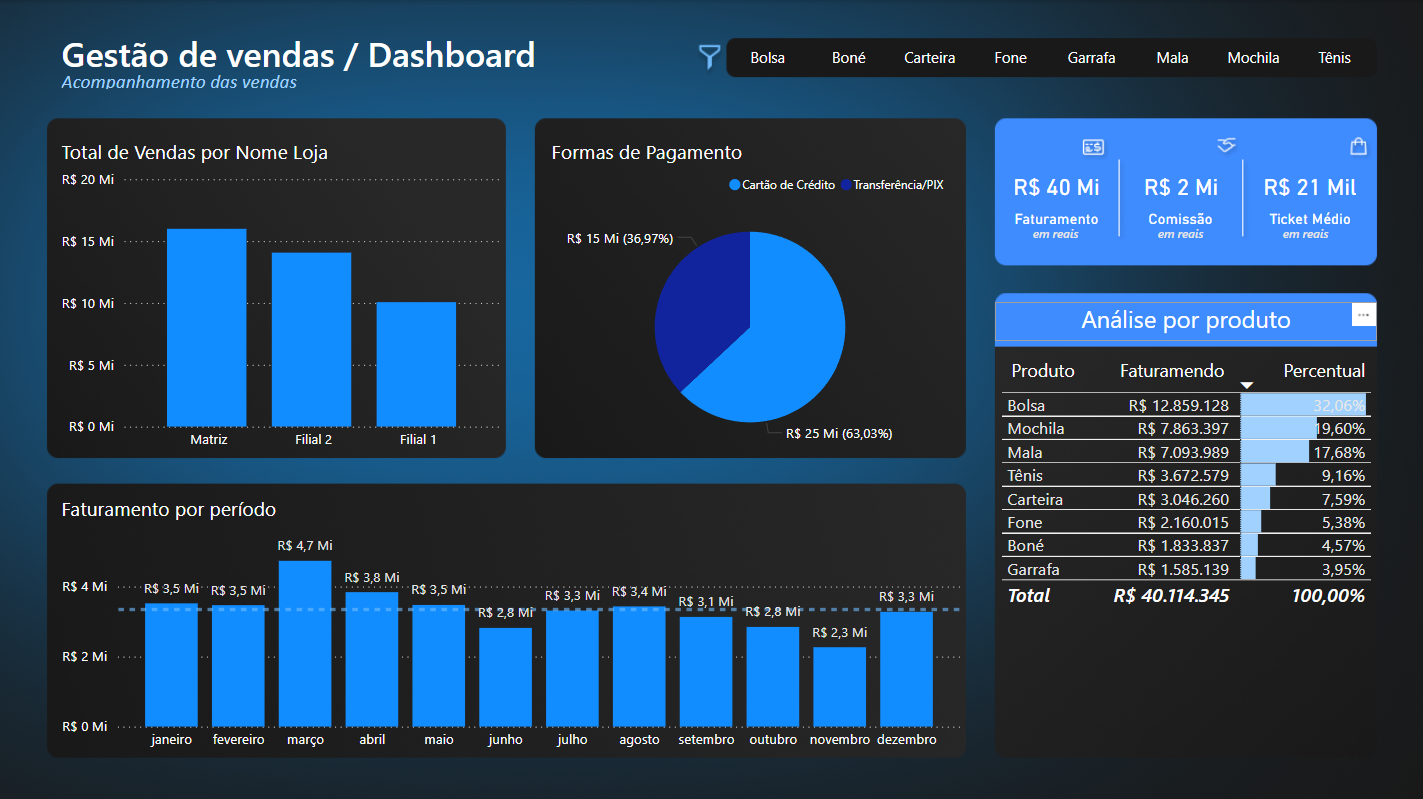 Gestão de vendas / Dashboard
Acompanhamento das vendas
Bolsa Boné Carteira Fone Garrafa Mala Mochila Tênis
Total de Vendas por Nome Loja
R$ 20 Mi
R$ 15 Mi
R$ 10 Mi
R$ 5 Mi
R$ 0 Mi
Matriz Filial 2 Filial 1
Formas de Pagamento
Cartão de Crédito Transferência/PIX
R$ 15 Mi (36,97%)
R$ 25 Mi (63,03%)
R$ 40 Mi R$ 2 Mi R$ 21 Mil
Faturamento Comissão Ticket Médio
em reais em reais em reais
Análise por produto
Produto Faturamendo Percentual
Bolsa R$ 12.859.128 32,06%
Mochila R$ 7.863.397 19,60%
Mala R$ 7.093.989 17,68%
Tênis R$ 3.672.579 9,16%
Carteira R$ 3.046.260 7,59%
Fone R$ 2.160.015 5,38%
Boné R$ 1.833.837 4,57%
Garrafa R$ 1.585.139 3,95%
Total R$ 40.114.345 100,00%
Faturamento por período
R$ 4 Mi
R$ 2 Mi
R$ 0 Mi
R$ 3,5 Mi R$ 3,5 Mi R$ 4,7 Mi R$ 3,8 Mi R$ 3,5 Mi R$ 2,8 Mi R$ 3,3 Mi R$ 3,4 Mi R$ 3,1 Mi R$ 2,8 Mi R$ 2,3 Mi R$ 3,3 Mi
janeiro fevereiro março abril maio junho julho agosto setembro outubro novembro dezembro